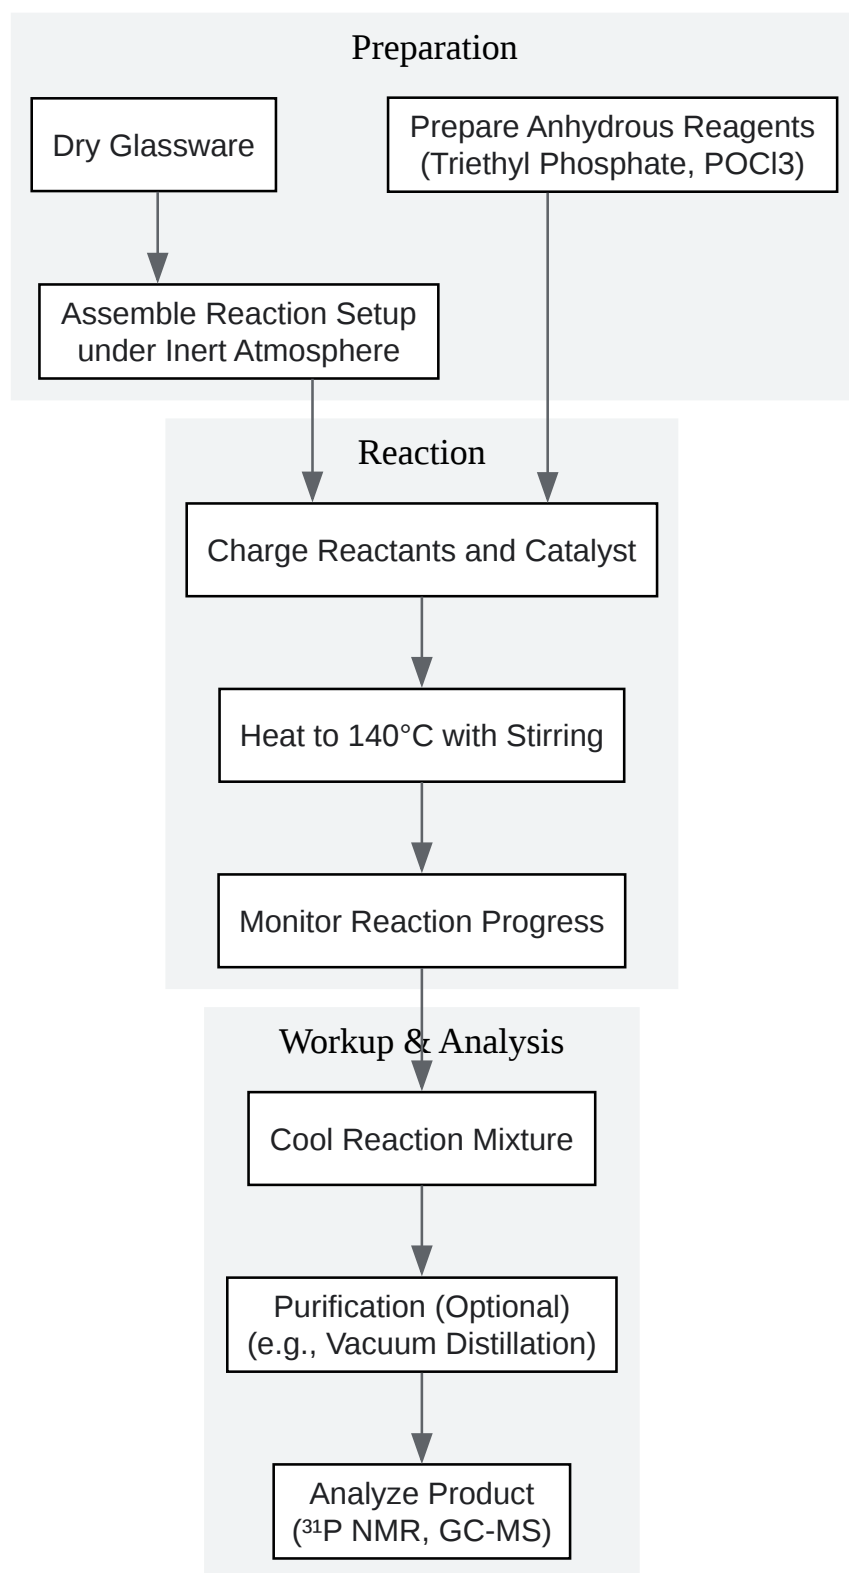 Preparation
Dry Glassware
Prepare Anhydrous Reagents
(Triethyl Phosphate, POCl3)
Assemble Reaction Setup
under Inert Atmosphere
Reaction
Charge Reactants and Catalyst
Heat to 140°C with Stirring
Monitor Reaction Progress
Workup & Analysis
Cool Reaction Mixture
Purification (Optional)
(e.g., Vacuum Distillation)
Analyze Product
(³¹P NMR, GC-MS)